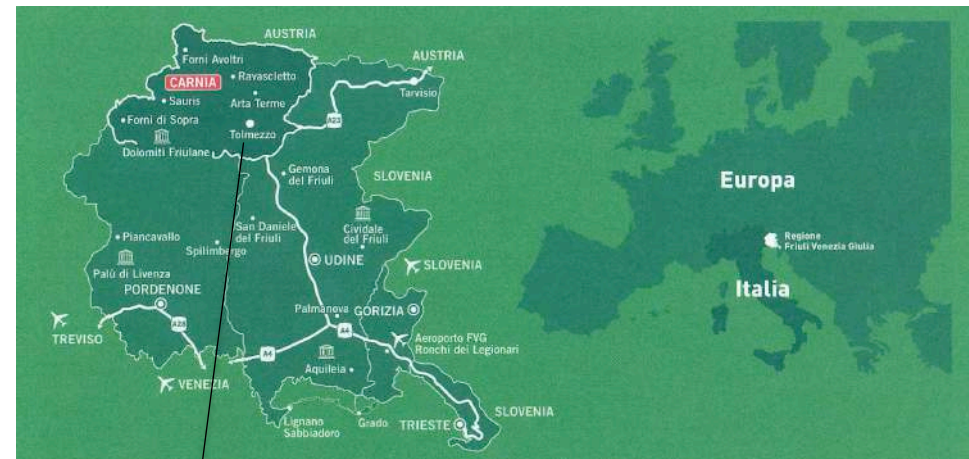 AUSTRIA
Forni Avoltri
AUSTRIA
CARNIA
Ravascletto
Tarvisio
Sauris
Arta Terme
Forni di Sopra
A23
Tolmezzo
Dolomiti Friulane
Gemona
del Friuli
SLOVENIA
San Daniele
del Friuli
Cividale
del Friuli
Piancavallo
Spilimbergo
UDINE
SLOVENIA
Palù di Livenza
PORDENONE
Palmanova
GORIZIA
A28
A4
TREVISO
Aeroporto FVG
Ronchi dei Legionari
A4
VENEZIA
Aquileia
Lignano
Sabbiadoro
Grado
TRIESTE
SLOVENIA
Europa
Regione
Friuli Venezia Giulia
Italia